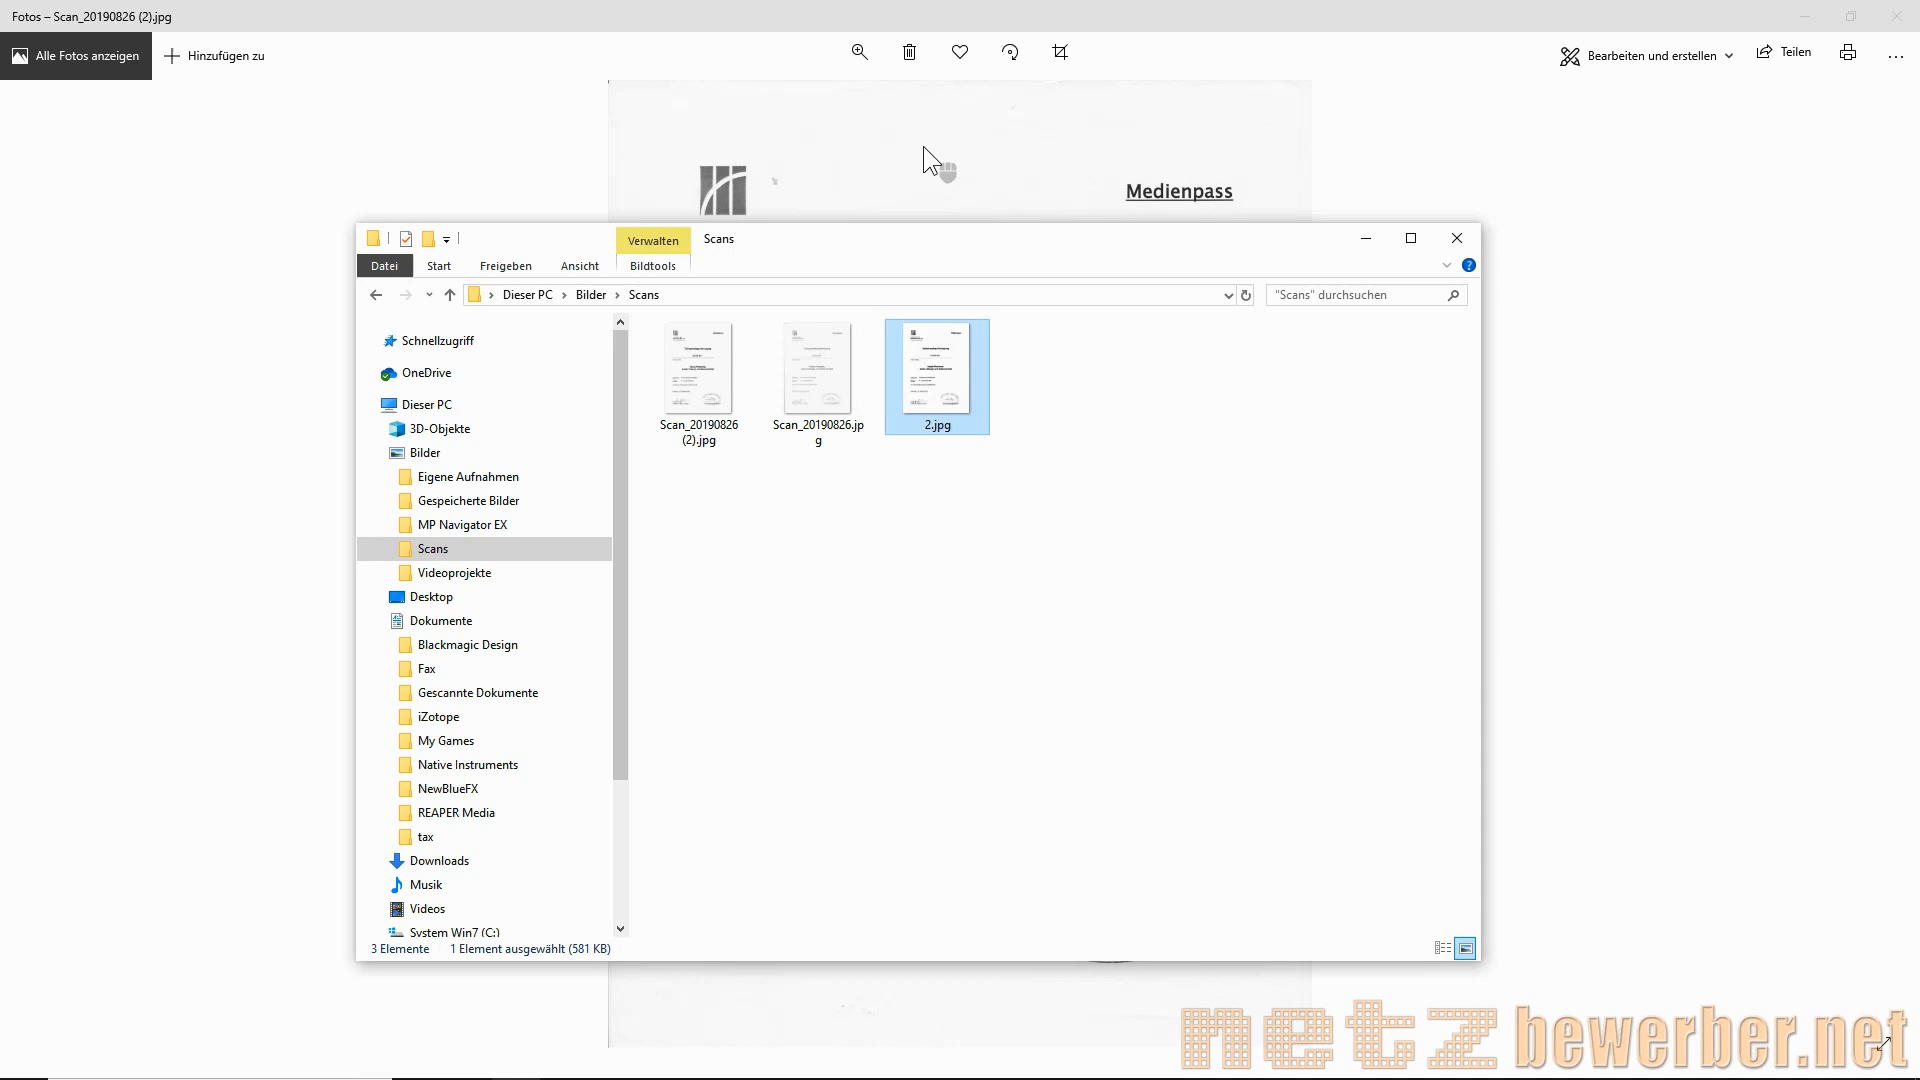 Fotos – Scan_20190826 (2).jpg
Alle Fotos anzeigen
Hinzufügen zu
Bearbeiten und erstellen
Teilen
Medienpass
Verwalten
Scans
Datei
Start
Freigeben
Ansicht
Bildtools
Dieser PC
Bilder
Scans
"Scans" durchsuchen
Schnellzugriff
OneDrive
Dieser PC
3D-Objekte
Bilder
Eigene Aufnahmen
Gespeicherte Bilder
MP Navigator EX
Scans
Videoprojekte
Desktop
Dokumente
Blackmagic Design
Fax
Gescannte Dokumente
iZotope
My Games
Native Instruments
NewBlueFX
REAPER Media
tax
Downloads
Musik
Videos
System Win7 (C:)
Scan_20190826
(2).jpg
Scan_20190826.jp
g
2.jpg
3 Elemente
1 Element ausgewählt (581 KB)
netz bewerber.net